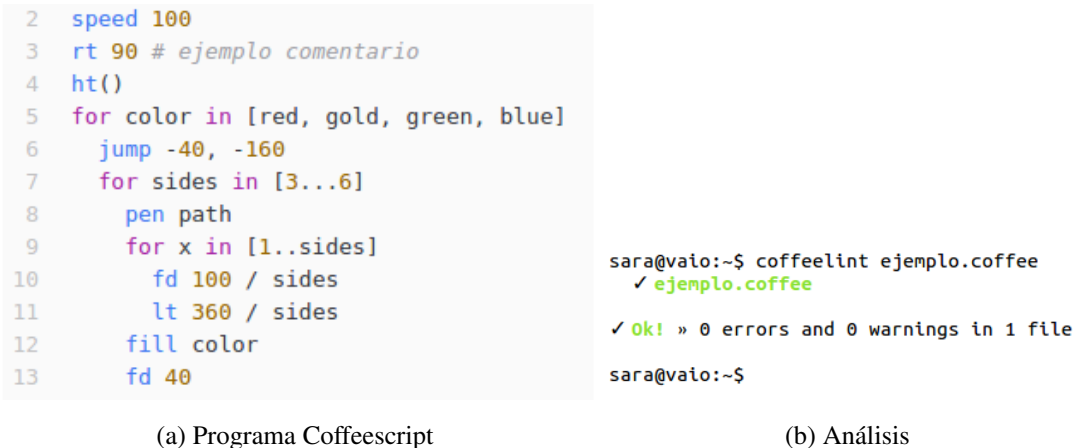 2 speed 100
3 rt 90 # ejemplo comentario
4 ht()
5 for color in [red, gold, green, blue]
6 jump -40, -160
7 for sides in [3...6]
8 pen path
9 for x in [1..sides]
10 fd 100 / sides
11 lt 360 / sides
12 fill color
13 fd 40
(a) Programa Coffeescript
sara@vaio:~$ coffeelint ejemplo.coffee
✓ ejemplo.coffee
✓ Ok! » 0 errors and 0 warnings in 1 file
sara@vaio:~$
(b) Análisis